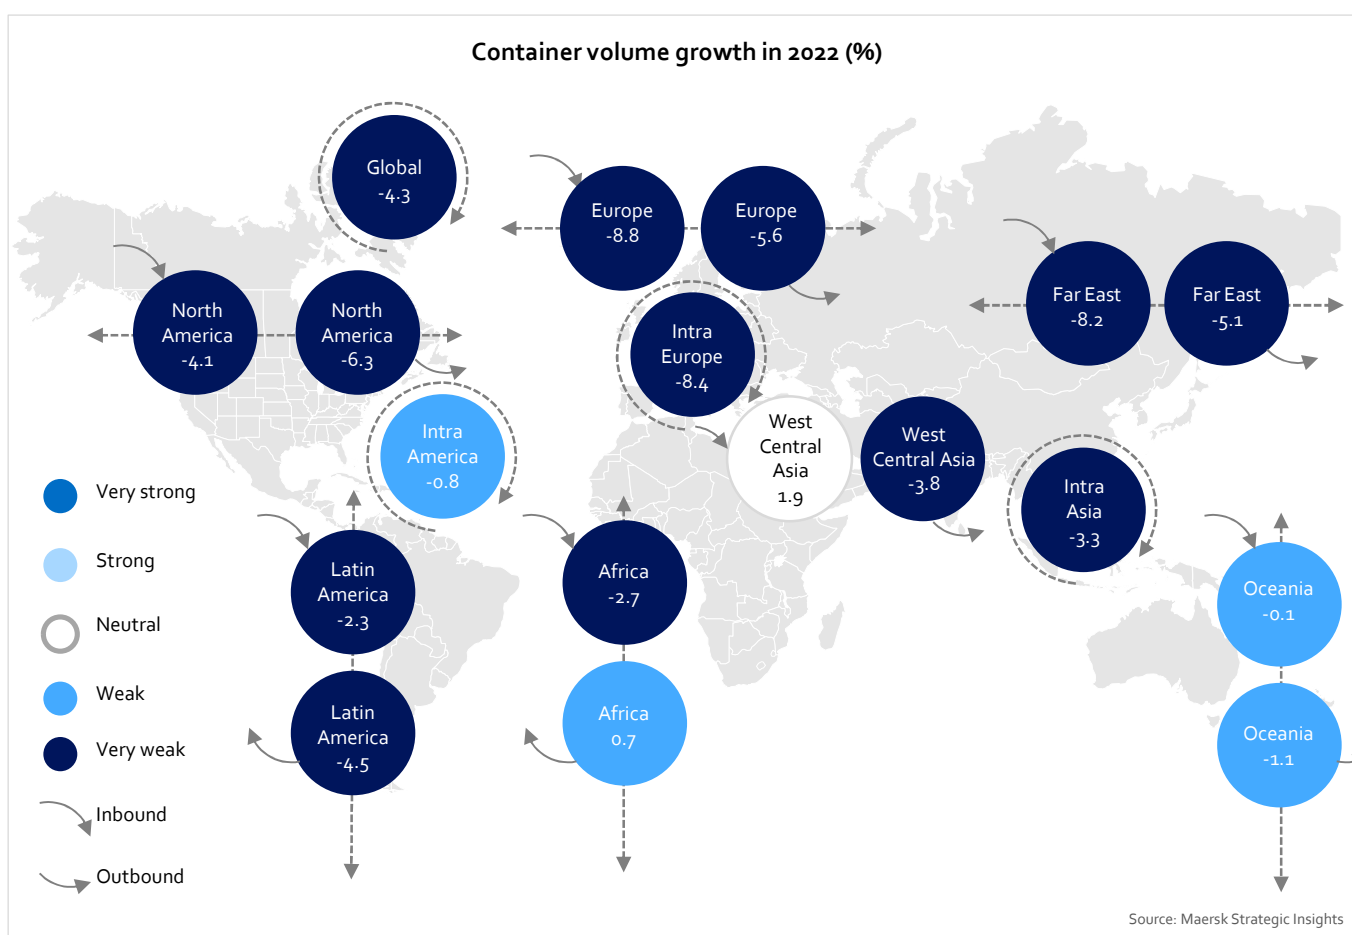 Container volume growth in 2022 (%)
Global
-4.3
Europe
-8.8
Europe
-5.6
North
America
-4.1
North
America
-6.3
Far East
-8.2
Far East
-5.1
Intra
Europe
-8.4
Intra
America
-0.8
West
Central
Asia
1.9
West
Central Asia
-3.8
Intra
Asia
-3.3
Latin
America
-2.3
Africa
-2.7
Oceania
-0.1
Latin
America
-4.5
Africa
0.7
Oceania
-1.1
Very strong
Strong
Neutral
Weak
Very weak
Inbound
Outbound
Source: Maersk Strategic Insights